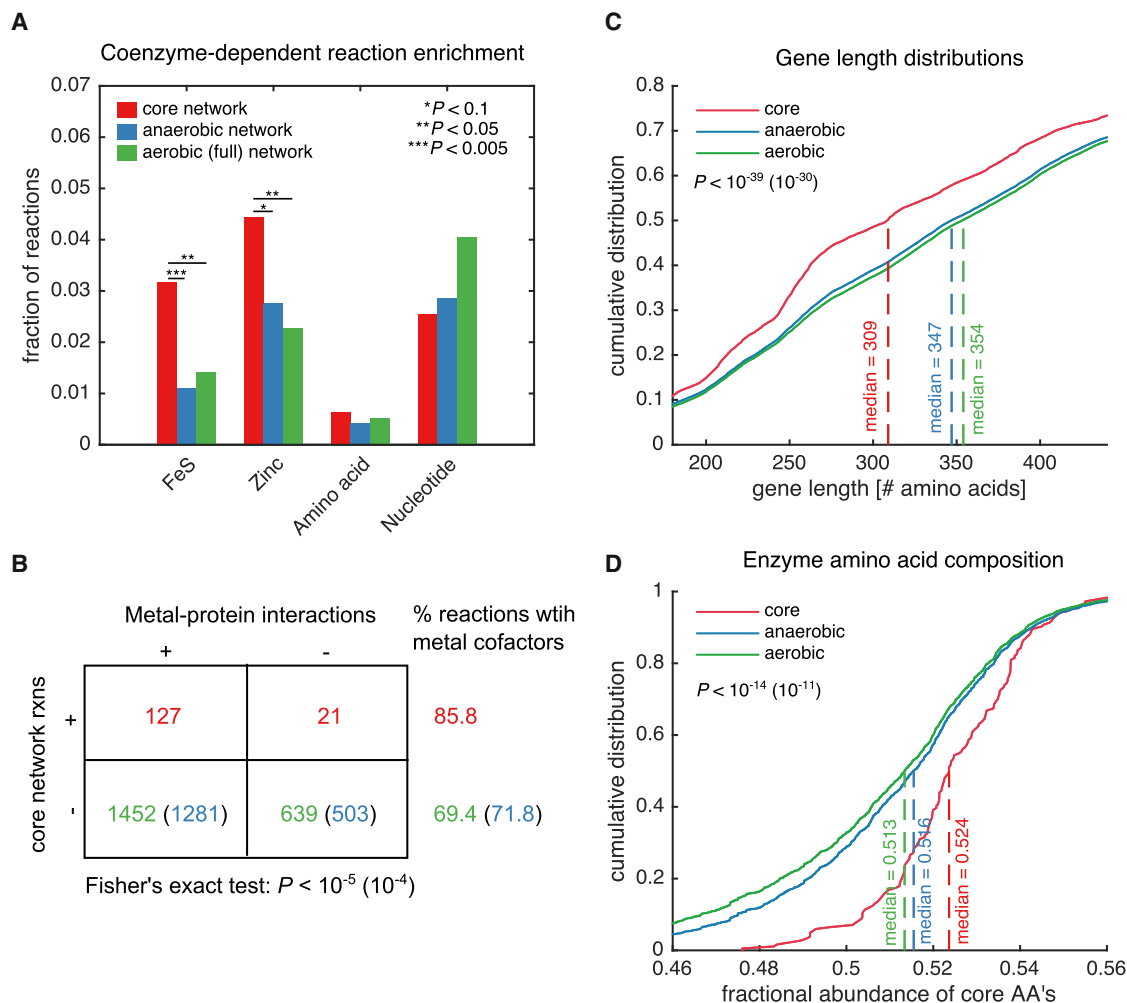 A
Coenzyme-dependent reaction enrichment
0.07
0.06
0.05
0.04
0.03
0.02
0.01
0
fraction of reactions
core network
anaerobic network
aerobic (full) network
*P < 0.1
**P < 0.05
***P < 0.005
**
***
**
*
FeS
Zinc
Amino acid
Nucleotide
B
Metal-protein interactions
% reactions wtih
metal cofactors
+
-
core network rxns
+
127
21
85.8
-
1452 (1281)
639 (503)
69.4 (71.8)
Fisher's exact test: P < 10-5 (10-4)
C
Gene length distributions
0.8
0.7
0.6
0.5
0.4
0.3
0.2
0.1
0
cumulative distribution
core
anaerobic
aerobic
P < 10-39 (10-30)
median = 309
median = 347
median = 354
200
250
300
350
400
gene length [# amino acids]
D
Enzyme amino acid composition
1
0.8
0.6
0.4
0.2
0
cumulative distribution
core
anaerobic
aerobic
P < 10-14 (10-11)
median = 0.513
median = 0.516
median = 0.524
0.46
0.48
0.5
0.52
0.54
0.56
fractional abundance of core AA's